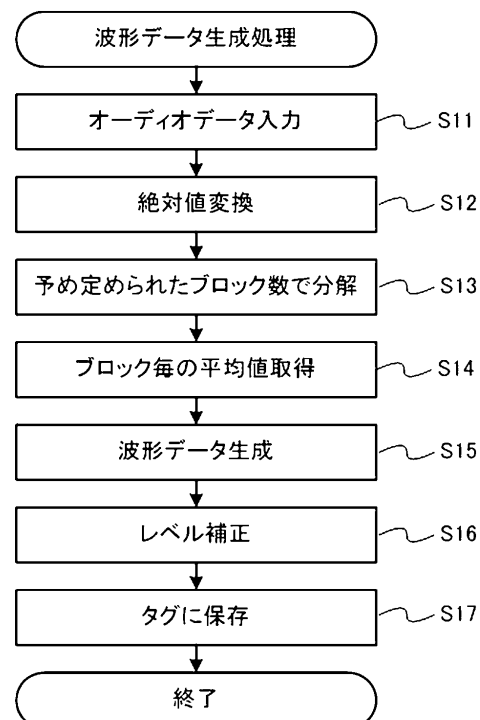 波形データ生成処理
オーディオデータ入力
S11
絶対値変換
S12
予め定められたブロック数で分解
S13
ブロック毎の平均値取得
S14
波形データ生成
S15
レベル補正
S16
タグに保存
S17
終了